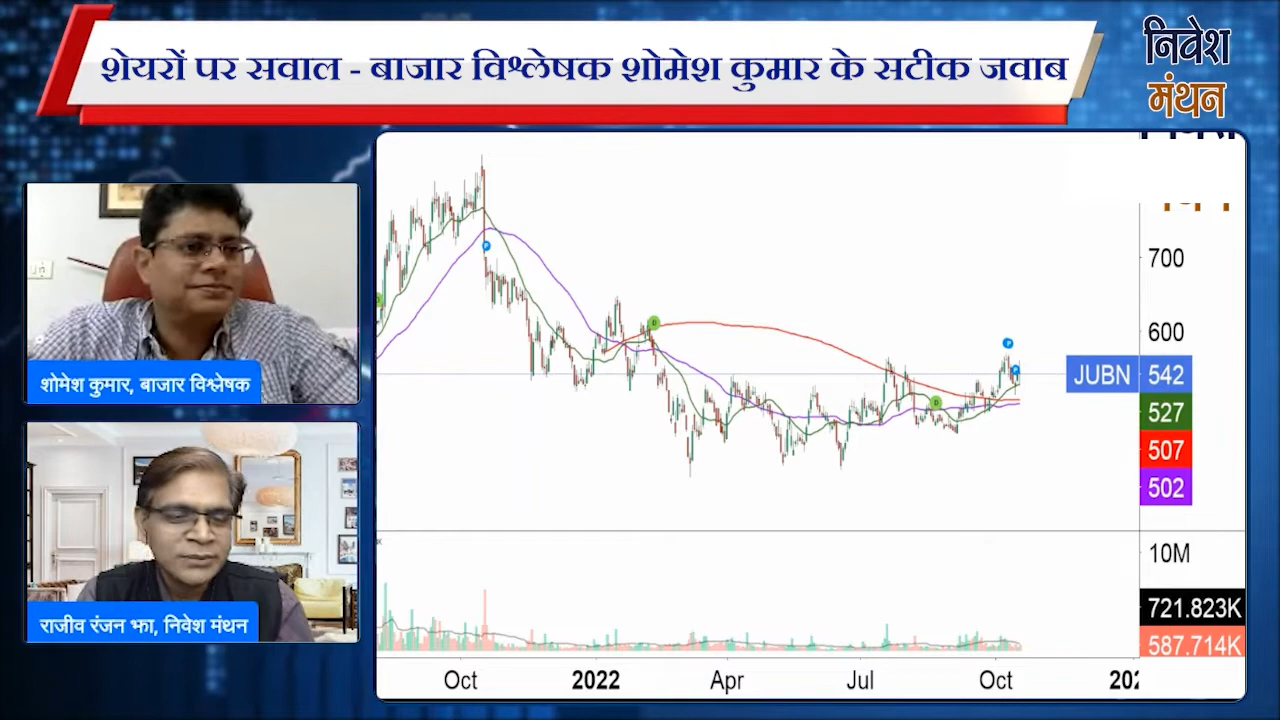 शेयरों पर सवाल - बाजार विश्लेषक शोमेश कुमार के सटीक जवाब
निवेश
मंथन
शोमेश कुमार, बाजार विश्लेषक
राजीव रंजन झा, निवेश मंथन
700
600
JUBN 542
527
507
502
10M
721.823K
587.714K
Oct 2022 Apr Jul Oct